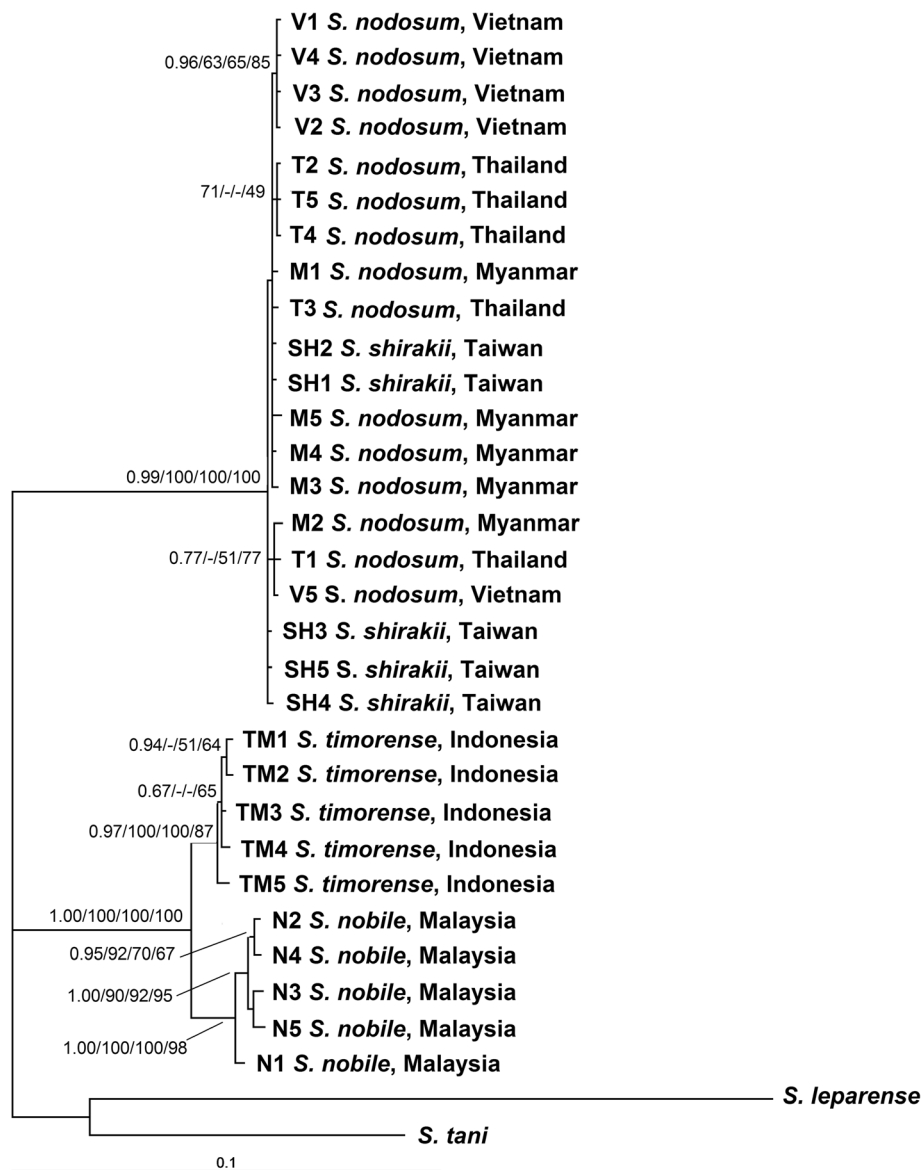 V1 S. nodosum, Vietnam
0.96/63/65/85
V4 S. nodosum, Vietnam
V3 S. nodosum, Vietnam
V2 S. nodosum, Vietnam
T2 S. nodosum, Thailand
71/-/-/49
T5 S. nodosum, Thailand
T4 S. nodosum, Thailand
M1 S. nodosum, Myanmar
T3 S. nodosum, Thailand
SH2 S. shirakii, Taiwan
SH1 S. shirakii, Taiwan
M5 S. nodosum, Myanmar
M4 S. nodosum, Myanmar
0.99/100/100/100
M3 S. nodosum, Myanmar
M2 S. nodosum, Myanmar
0.77/-/51/77
T1 S. nodosum, Thailand
V5 S. nodosum, Vietnam
SH3 S. shirakii, Taiwan
SH5 S. shirakii, Taiwan
SH4 S. shirakii, Taiwan
0.94/-/51/64
TM1 S. timorense, Indonesia
TM2 S. timorense, Indonesia
0.67/-/-/65
TM3 S. timorense, Indonesia
0.97/100/100/87
TM4 S. timorense, Indonesia
TM5 S. timorense, Indonesia
1.00/100/100/100
N2 S. nobile, Malaysia
0.95/92/70/67
N4 S. nobile, Malaysia
1.00/90/92/95
N3 S. nobile, Malaysia
N5 S. nobile, Malaysia
1.00/100/100/98
N1 S. nobile, Malaysia
S. leparense
S. tani
0.1